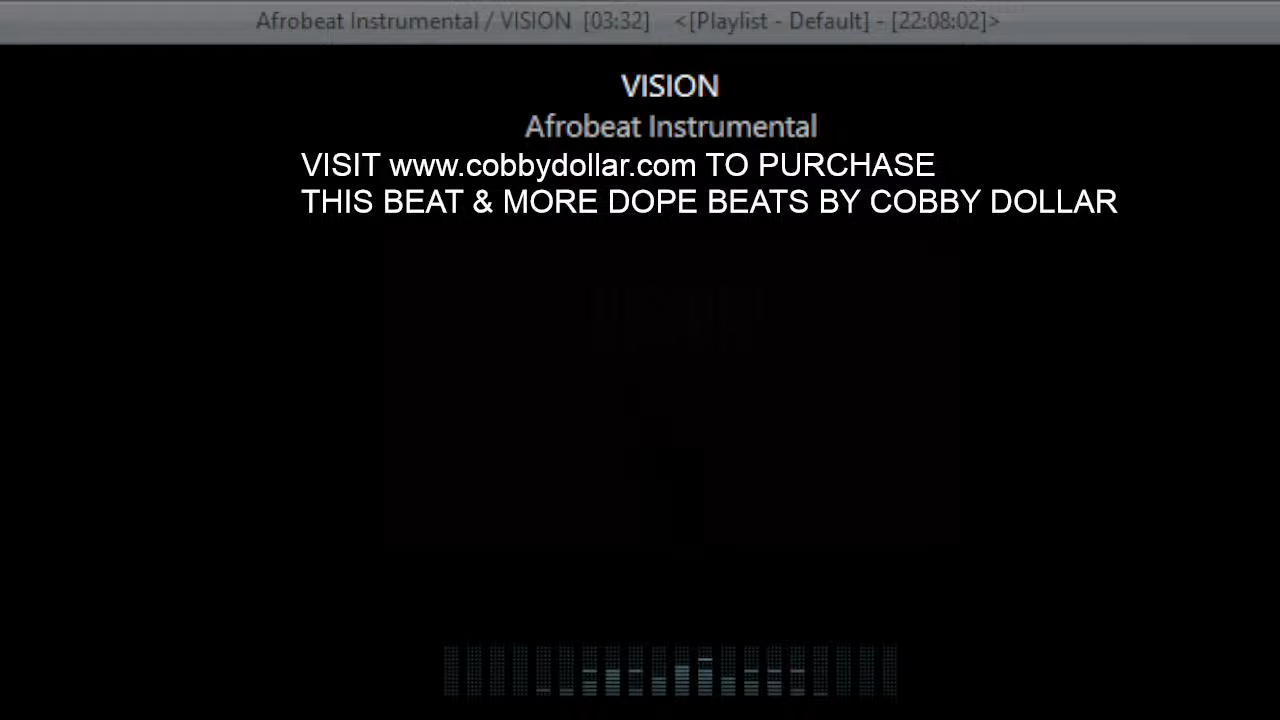 Afrobeat Instrumental / VISION [03:32] <[Playlist - Default] - [22:08:02]>
VISION
Afrobeat Instrumental
VISIT www.cobbydollar.com TO PURCHASE
THIS BEAT & MORE DOPE BEATS BY COBBY DOLLAR